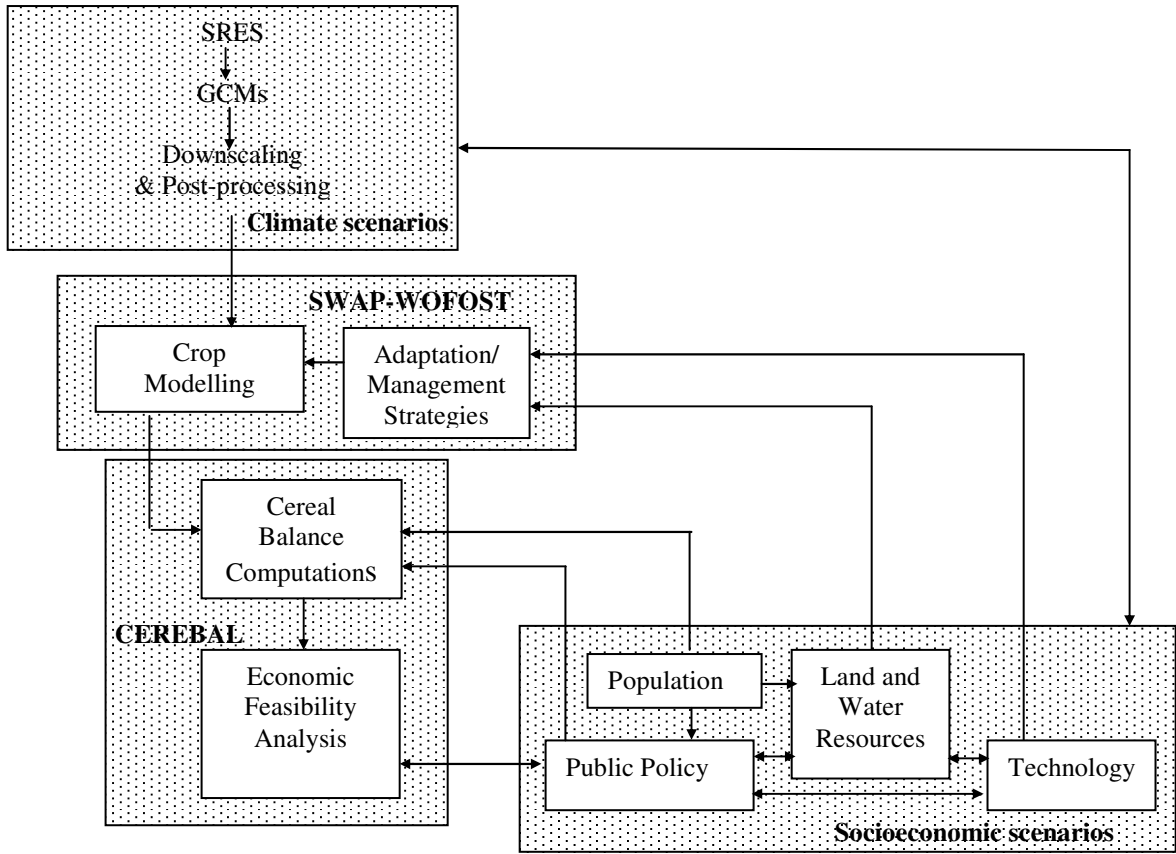 SRES
GCMs
Downscaling
& Post-processing
Climate scenarios
SWAP-WOFOST
Crop
Modelling
Adaptation/
Management
Strategies
Cereal
Balance
Computations
CEREBAL
Economic
Feasibility
Analysis
Population
Land and
Water
Resources
Public Policy
Technology
Socioeconomic scenarios